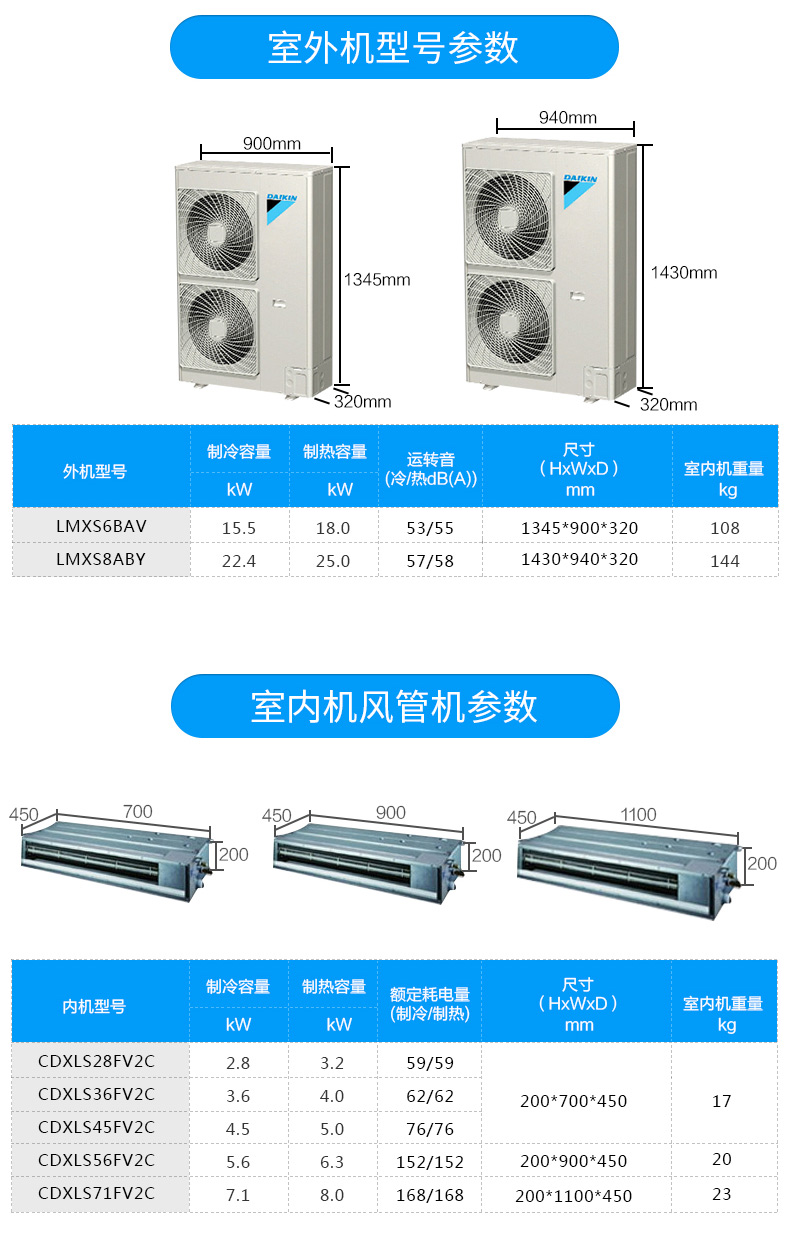 室外机型号参数
900mm
940mm
DAIKIN
DAIKIN
1345mm
1430mm
320mm
320mm
外机型号
制冷容量
kW
制热容量
kW
运转音
(冷/热dB(A))
尺寸
(HxWxD)
mm
室内机重量
kg
LMXS6BAV 15.5 18.0 53/55 1345*900*320 108
LMXS8ABY 22.4 25.0 57/58 1430*940*320 144
室内机风管机参数
450 700 200
450 900 200
450 1100 200
内机型号
制冷容量
kW
制热容量
kW
额定耗电量
(制冷/制热)
尺寸
(HxWxD)
mm
室内机重量
kg
CDXLS28FV2C 2.8 3.2 59/59
CDXLS36FV2C 3.6 4.0 62/62 200*700*450 17
CDXLS45FV2C 4.5 5.0 76/76
CDXLS56FV2C 5.6 6.3 152/152 200*900*450 20
CDXLS71FV2C 7.1 8.0 168/168 200*1100*450 23